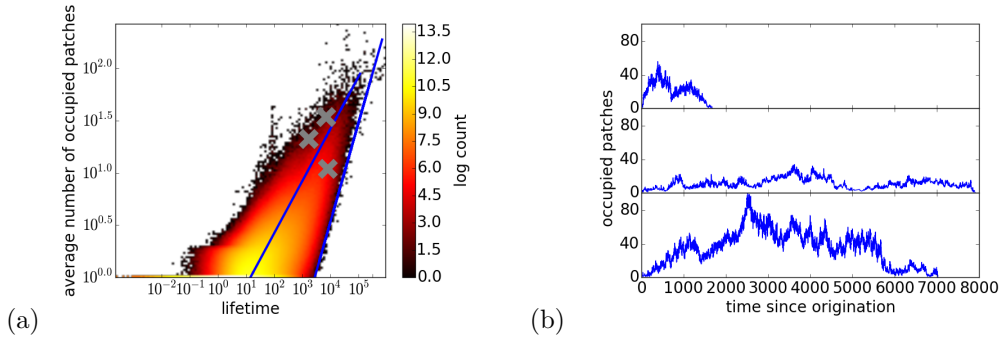 average number of occupied patches
10^2.0
10^1.5
10^1.0
10^0.5
10^0.0
10^-2 10^-1 10^0 10^1 10^2 10^3 10^4 10^5
lifetime
13.5
12.0
10.5
9.0
7.5
6.0
4.5
3.0
1.5
0.0
log count
(a)
occupied patches
80
40
0
80
40
0
80
40
0
0 1000 2000 3000 4000 5000 6000 7000 8000
time since origination
(b)